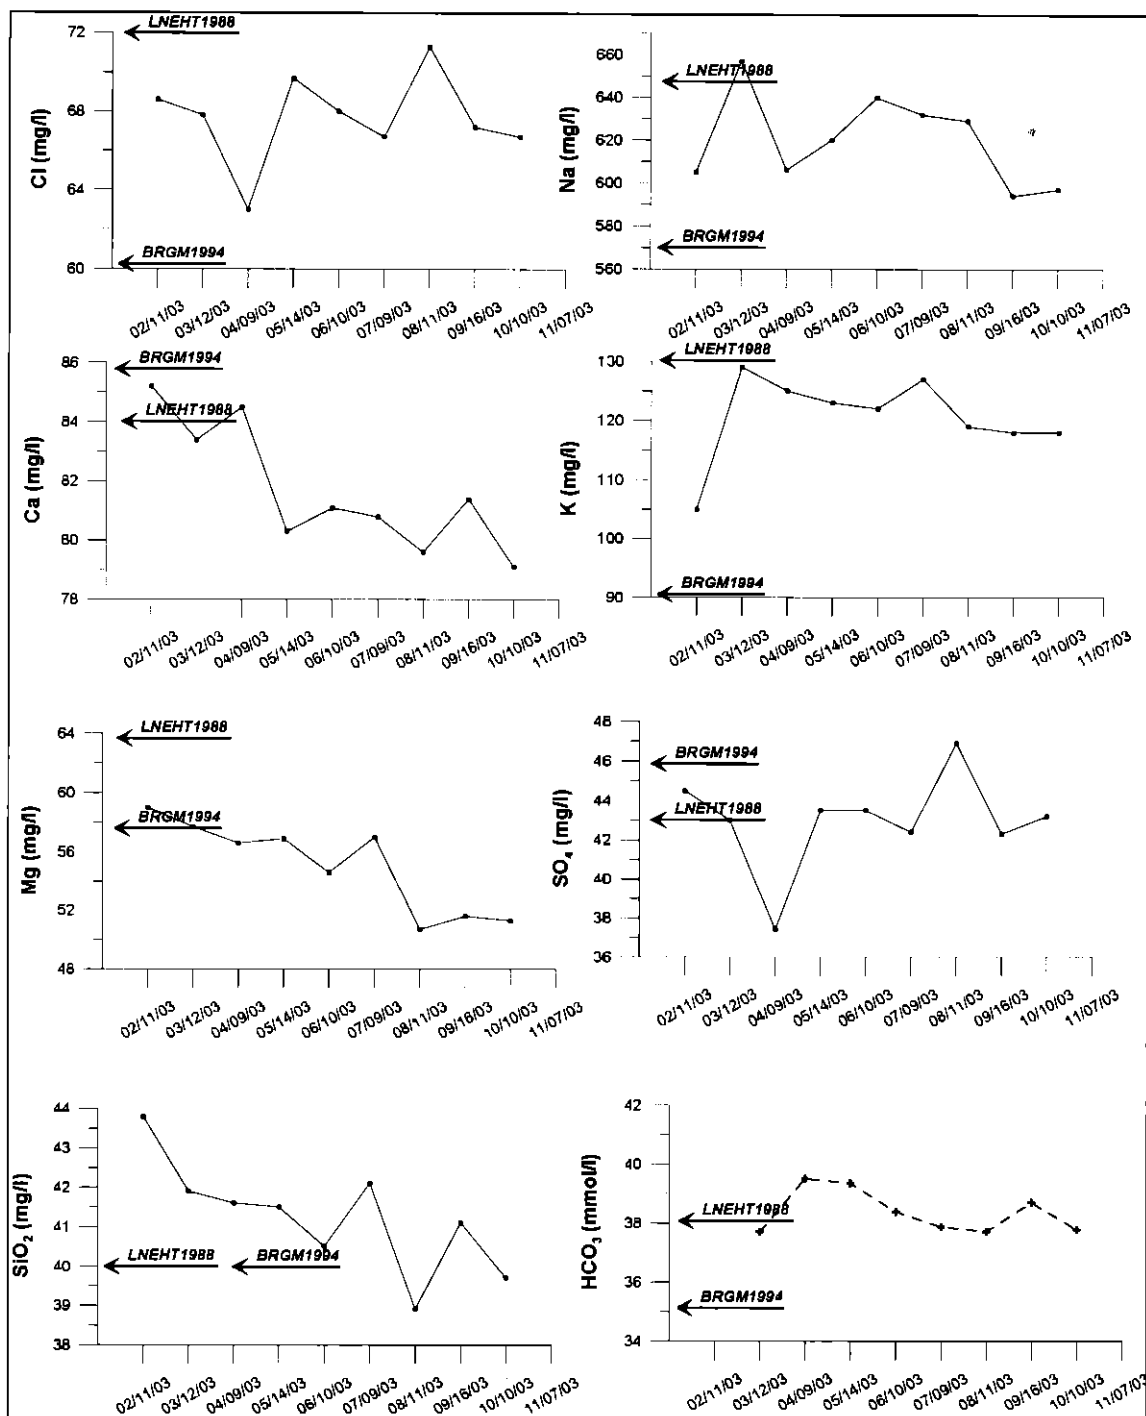 LNEHT1988
72
68
64
60
Cl (mg/l)
BRGM1994
02/11/03 03/12/03 04/09/03 05/14/03 06/10/03 07/09/03 08/11/03 09/16/03 10/10/03 11/07/03
660
640
620
600
580
560
Na (mg/l)
LNEHT1988
BRGM1994
02/11/03 03/12/03 04/09/03 05/14/03 06/10/03 07/09/03 08/11/03 09/16/03 10/10/03 11/07/03
86
84
82
80
78
Ca (mg/l)
BRGM1994
LNEHT1988
02/11/03 03/12/03 04/09/03 05/14/03 06/10/03 07/09/03 08/11/03 09/16/03 10/10/03 11/07/03
130
120
110
100
90
K (mg/l)
LNEHT1988
BRGM1994
02/11/03 03/12/03 04/09/03 05/14/03 06/10/03 07/09/03 08/11/03 09/16/03 10/10/03 11/07/03
64
60
56
52
48
Mg (mg/l)
LNEHT1988
BRGM1994
02/11/03 03/12/03 04/09/03 05/14/03 06/10/03 07/09/03 08/11/03 09/16/03 10/10/03 11/07/03
48
46
44
42
40
38
36
SO₄ (mg/l)
BRGM1994
LNEHT1988
02/11/03 03/12/03 04/09/03 05/14/03 06/10/03 07/09/03 08/11/03 09/16/03 10/10/03 11/07/03
44
43
42
41
40
39
38
SiO₂ (mg/l)
LNEHT1988 BRGM1994
02/11/03 03/12/03 04/09/03 05/14/03 06/10/03 07/09/03 08/11/03 09/16/03 10/10/03 11/07/03
42
40
38
36
34
HCO₃ (mmol/l)
LNEHT1988
BRGM1994
02/11/03 03/12/03 04/09/03 05/14/03 06/10/03 07/09/03 08/11/03 09/16/03 10/10/03 11/07/03